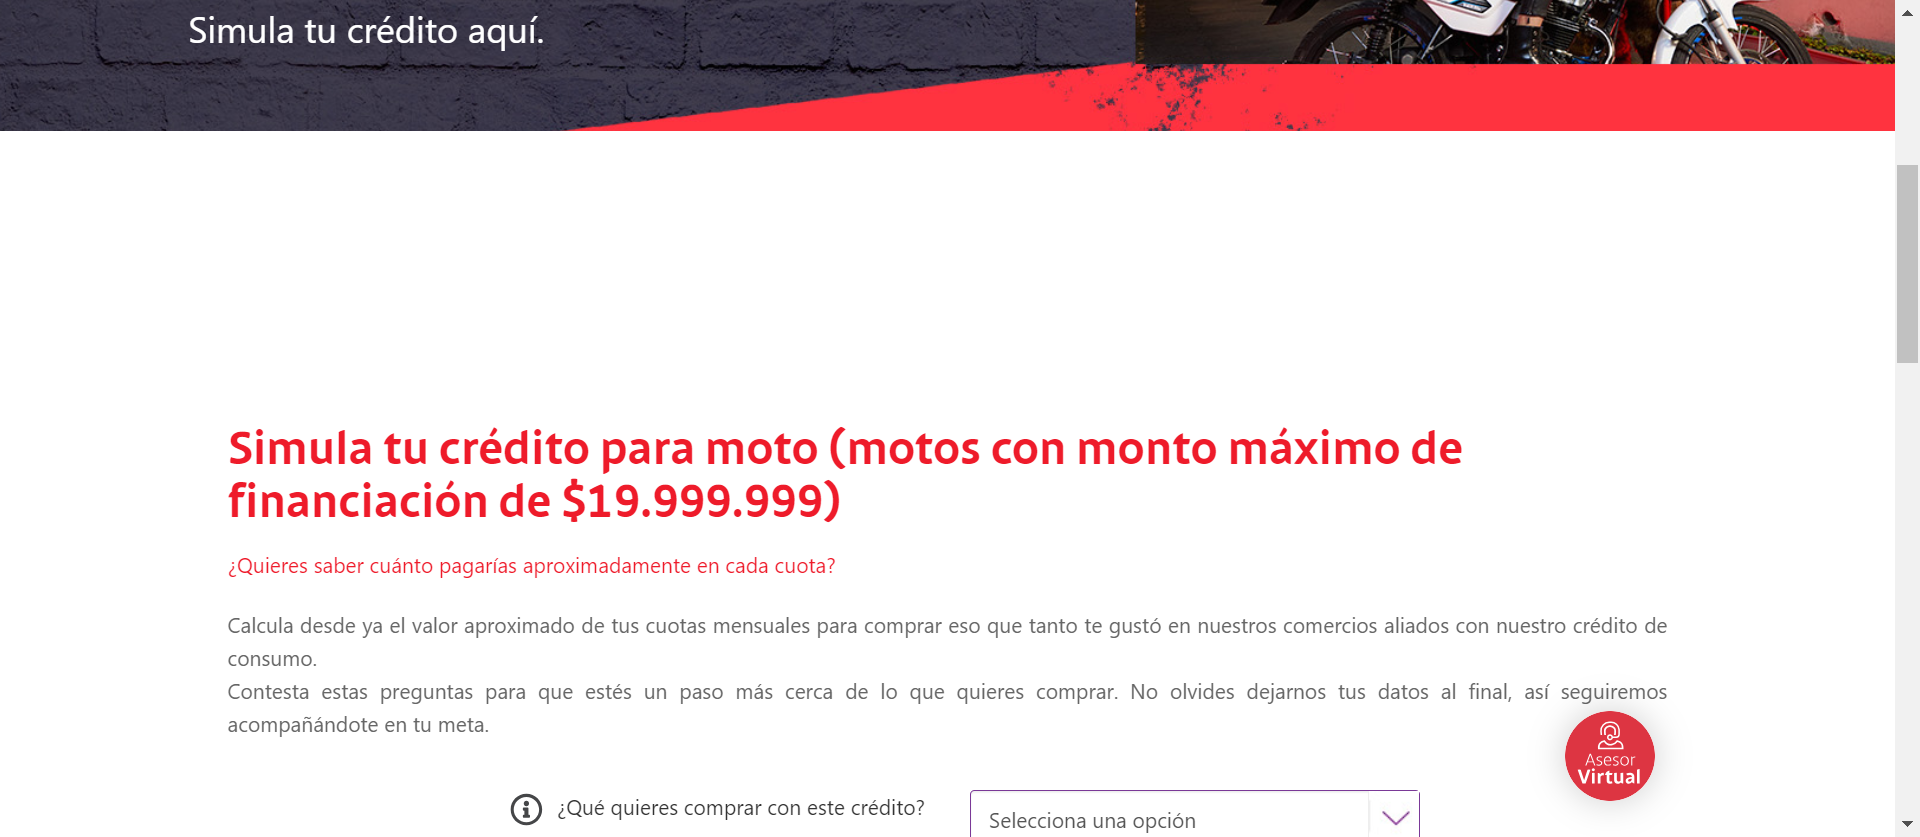 Simula tu crédito aquí.
Simula tu crédito para moto (motos con monto máximo de
financiación de $19.999.999)
¿Quieres saber cuánto pagarías aproximadamente en cada cuota?
Calcula desde ya el valor aproximado de tus cuotas mensuales para comprar eso que tanto te gustó en nuestros comercios aliados con nuestro crédito de
consumo.
Contesta estas preguntas para que estés un paso más cerca de lo que quieres comprar. No olvides dejarnos tus datos al final, así seguiremos
acompañándote en tu meta.
Asesor
Virtual
¿Qué quieres comprar con este crédito?
Selecciona una opción